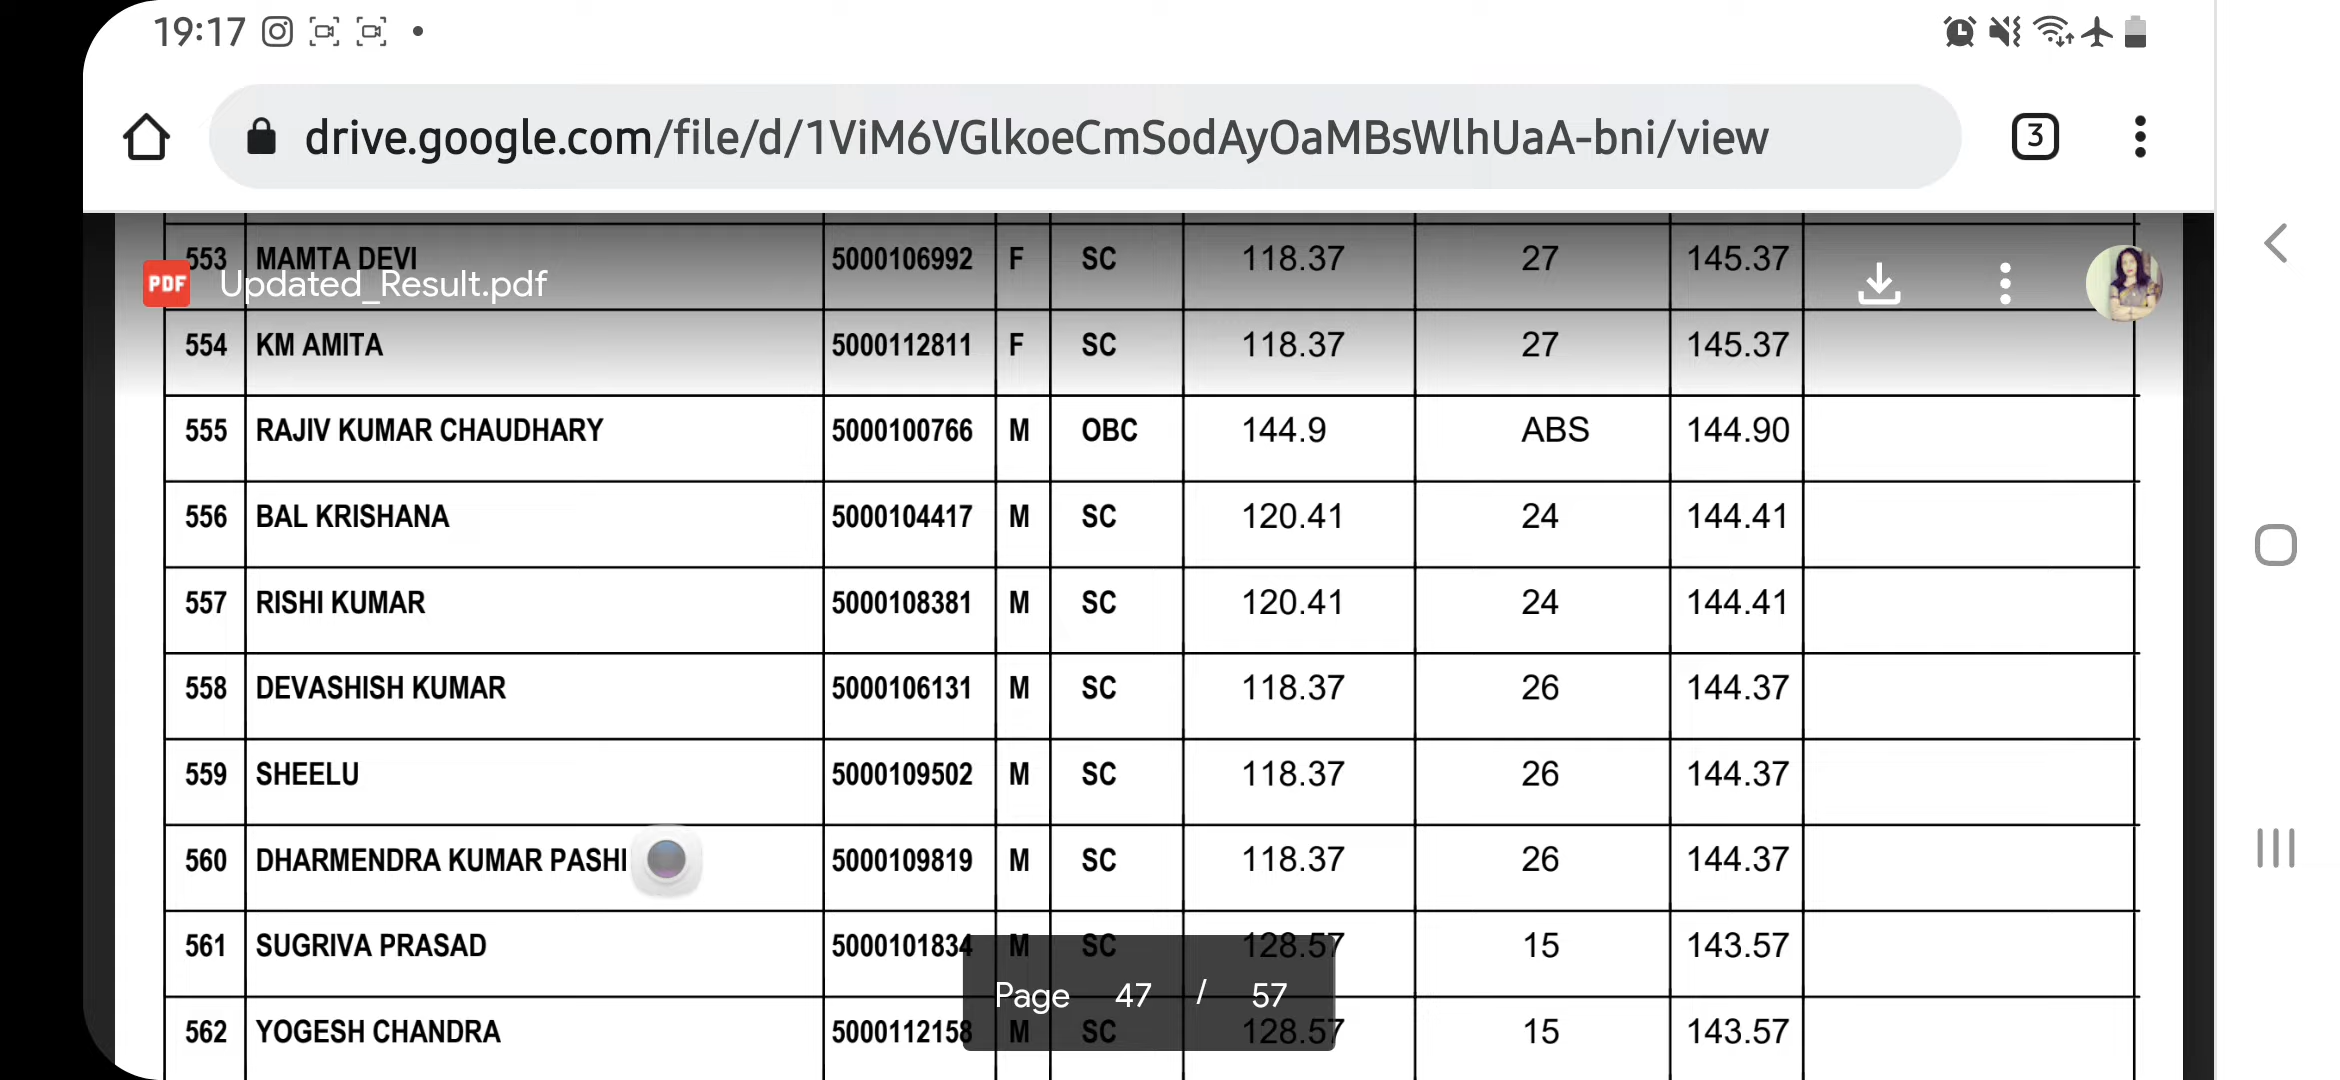 19:17
drive.google.com/file/d/1ViM6VGlkoeCmSodAyOaMBsWlhUaA-bni/view
3
553 MAMTA DEVI 5000106992 F SC 118.37 27 145.37
PDF Updated_Result.pdf
554 KM AMITA 5000112811 F SC 118.37 27 145.37
555 RAJIV KUMAR CHAUDHARY 5000100766 M OBC 144.9 ABS 144.90
556 BAL KRISHANA 5000104417 M SC 120.41 24 144.41
557 RISHI KUMAR 5000108381 M SC 120.41 24 144.41
558 DEVASHISH KUMAR 5000106131 M SC 118.37 26 144.37
559 SHEELU 5000109502 M SC 118.37 26 144.37
560 DHARMENDRA KUMAR PASHI 5000109819 M SC 118.37 26 144.37
561 SUGRIVA PRASAD 5000101834 M SC 128.57 15 143.57
Page 47 / 57
562 YOGESH CHANDRA 5000112158 M SC 128.57 15 143.57